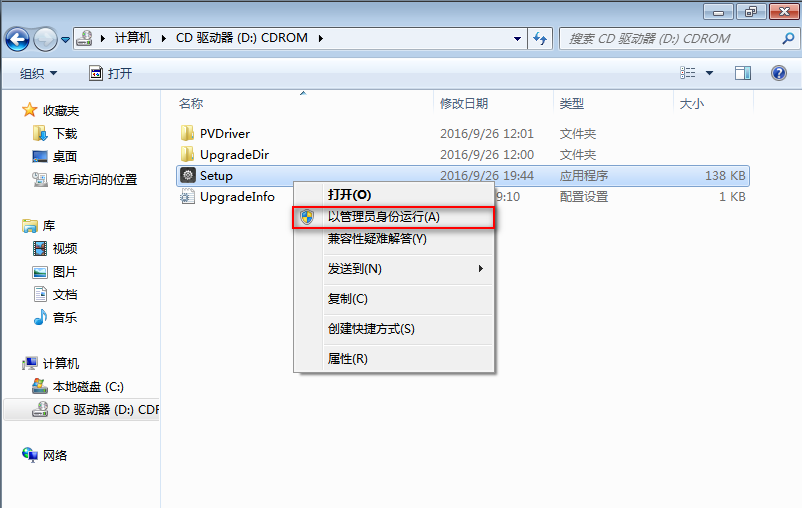 计算机 CD 驱动器 (D:) CDROM
搜索 CD 驱动器 (D:) CDROM
组织 打开
名称 修改日期 类型 大小
收藏夹
下载
桌面
最近访问的位置
库
视频
图片
文档
音乐
计算机
本地磁盘 (C:)
CD 驱动器 (D:) CDR
网络
PVDriver 2016/9/26 12:01 文件夹
UpgradeDir 2016/9/26 12:00 文件夹
Setup 2016/9/26 19:44 应用程序 138 KB
UpgradeInfo 9:10 配置设置 1 KB
打开(O)
以管理员身份运行(A)
兼容性疑难解答(Y)
发送到(N)
复制(C)
创建快捷方式(S)
属性(R)